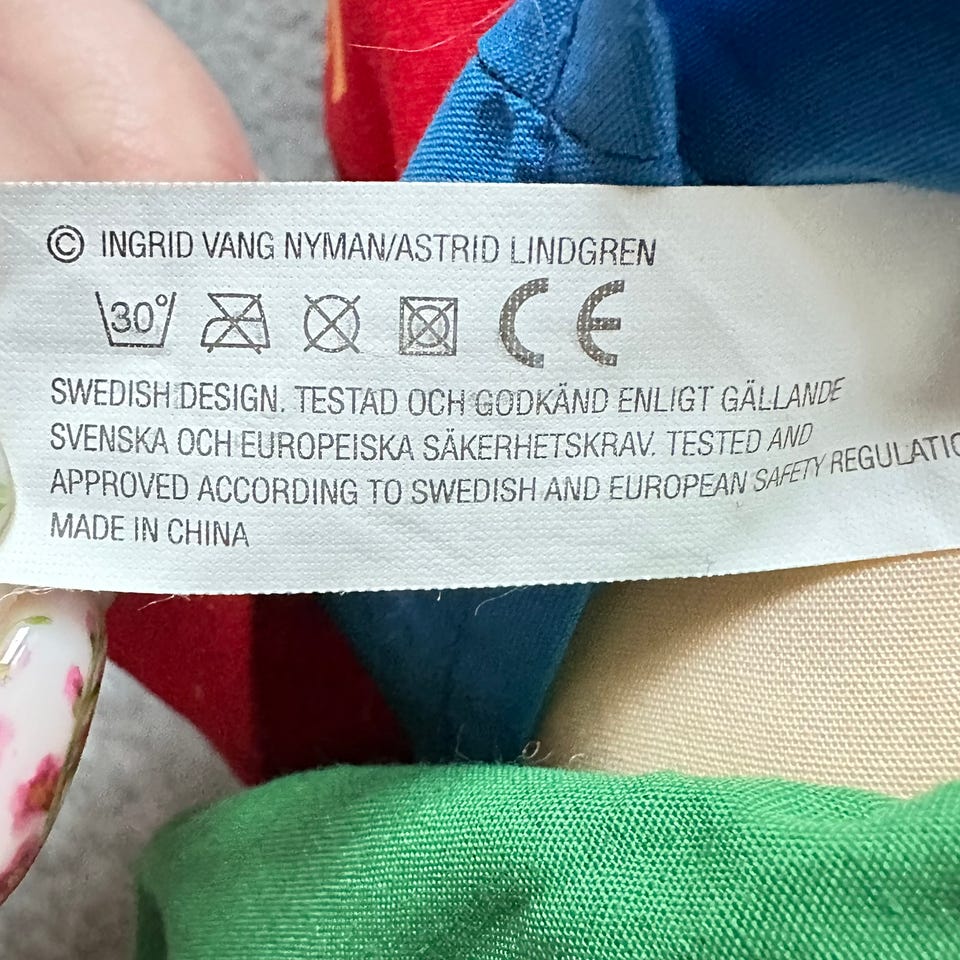 © INGRID VANG NYMAN/ASTRID LINDGREN
30° CE
SWEDISH DESIGN. TESTAD OCH GODKÄND ENLIGT GÄLLANDE
SVENSKA OCH EUROPEISKA SÄKERHETSKRAV. TESTED AND
APPROVED ACCORDING TO SWEDISH AND EUROPEAN SAFETY REGULATIO
MADE IN CHINA